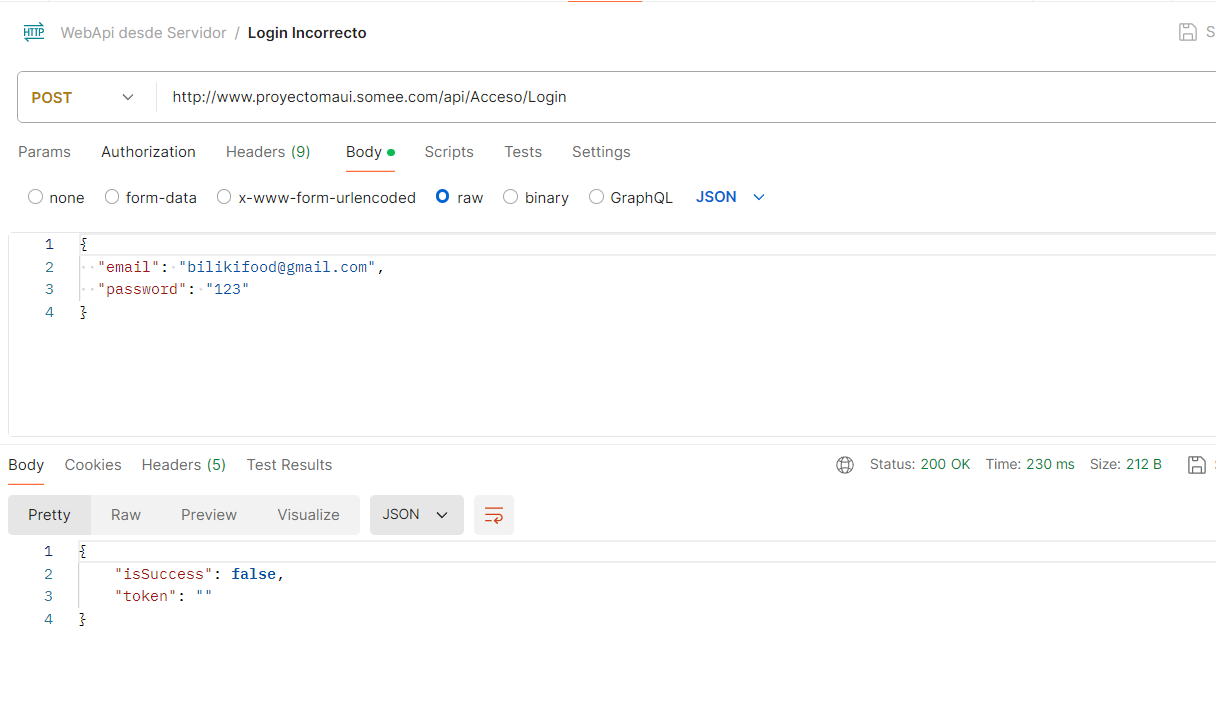 HTTP WebApi desde Servidor / Login Incorrecto S
POST http://www.proyectomaui.somee.com/api/Acceso/Login
Params Authorization Headers (9) Body Scripts Tests Settings
none form-data x-www-form-urlencoded raw binary GraphQL JSON
1 {
2 "email": "bilikifood@gmail.com",
3 "password": "123"
4 }
Body Cookies Headers (5) Test Results Status: 200 OK Time: 230 ms Size: 212 B
Pretty Raw Preview Visualize JSON
1 {
2 "isSuccess": false,
3 "token": ""
4 }